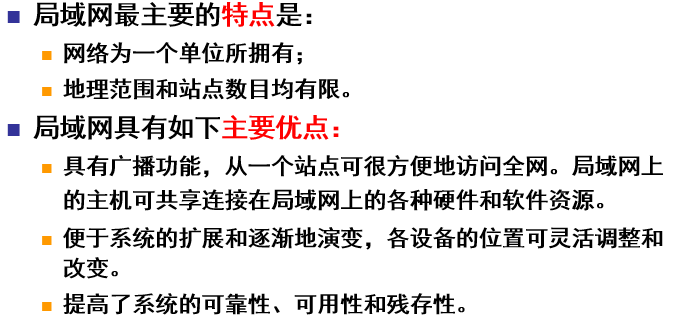 局域网最主要的特点是：
网络为一个单位所拥有；
地理范围和站点数目均有限。
局域网具有如下主要优点：
具有广播功能，从一个站点可很方便地访问全网。局域网上
的主机可共享连接在局域网上的各种硬件和软件资源。
便于系统的扩展和逐渐地演变，各设备的位置可灵活调整和
改变。
提高了系统的可靠性、可用性和残存性。